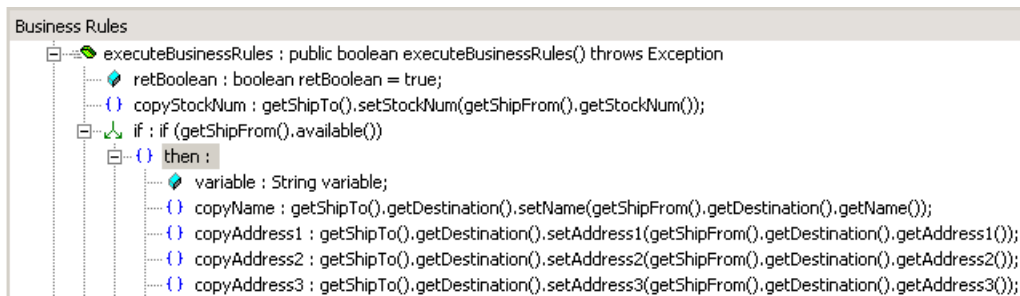 Business Rules
executeBusinessRules : public boolean executeBusinessRules() throws Exception
retBoolean : boolean retBoolean = true;
copyStockNum : getShipTo().setStockNum(getShipFrom().getStockNum());
if : if (getShipFrom().available())
then :
variable : String variable;
copyName : getShipTo().getDestination().setName(getShipFrom().getDestination().getName());
copyAddress1 : getShipTo().getDestination().setAddress1(getShipFrom().getDestination().getAddress1());
copyAddress2 : getShipTo().getDestination().setAddress2(getShipFrom().getDestination().getAddress2());
copyAddress3 : getShipTo().getDestination().setAddress3(getShipFrom().getDestination().getAddress3());